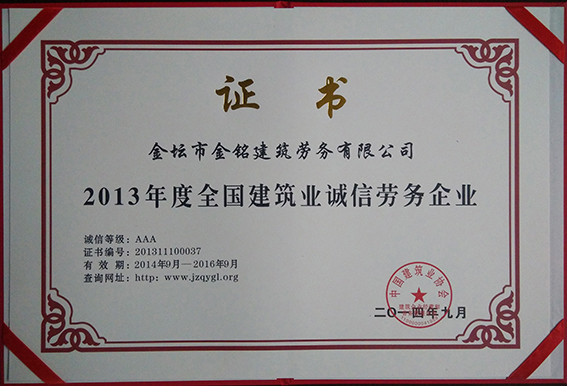 证 书
金坛市金铭建筑劳务有限公司
2013年度全国建筑业诚信劳务企业
诚信等级: AAA
证书编号: 201311100037
有 效 期: 2014年9月—2016年9月
查询网址: http: www.jzqygl.org
中国建筑业协会
二〇一四年九月